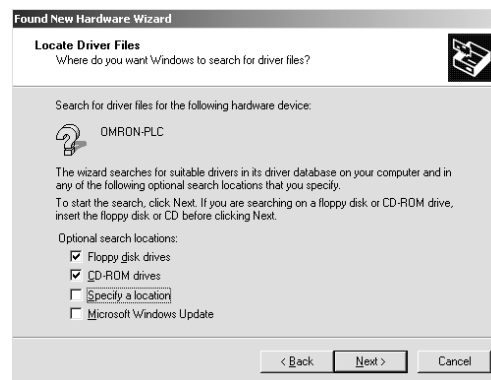 Found New Hardware Wizard
Locate Driver Files
Where do you want Windows to search for driver files?
Search for driver files for the following hardware device:
OMRON-PLC
The wizard searches for suitable drivers in its driver database on your computer and in
any of the following optional search locations that you specify.
To start the search, click Next. If you are searching on a floppy disk or CD-ROM drive,
insert the floppy disk or CD before clicking Next.
Optional search locations:
Floppy disk drives
CD-ROM drives
Specify a location
Microsoft Windows Update
< Back Next > Cancel